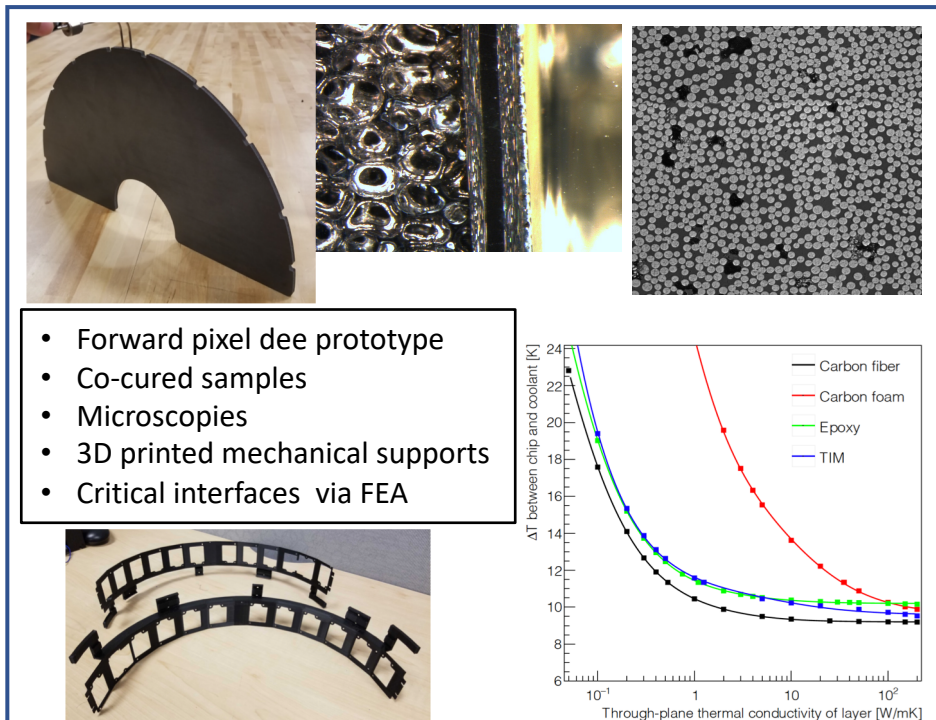 • Forward pixel dee prototype
• Co-cured samples
• Microscopies
• 3D printed mechanical supports
• Critical interfaces  via FEA
ΔT between chip and coolant [K]
24
22
20
18
16
14
12
10
8
6
Carbon fiber
Carbon foam
Epoxy
TIM
10⁻¹
1
10
10²
Through-plane thermal conductivity of layer [W/mK]